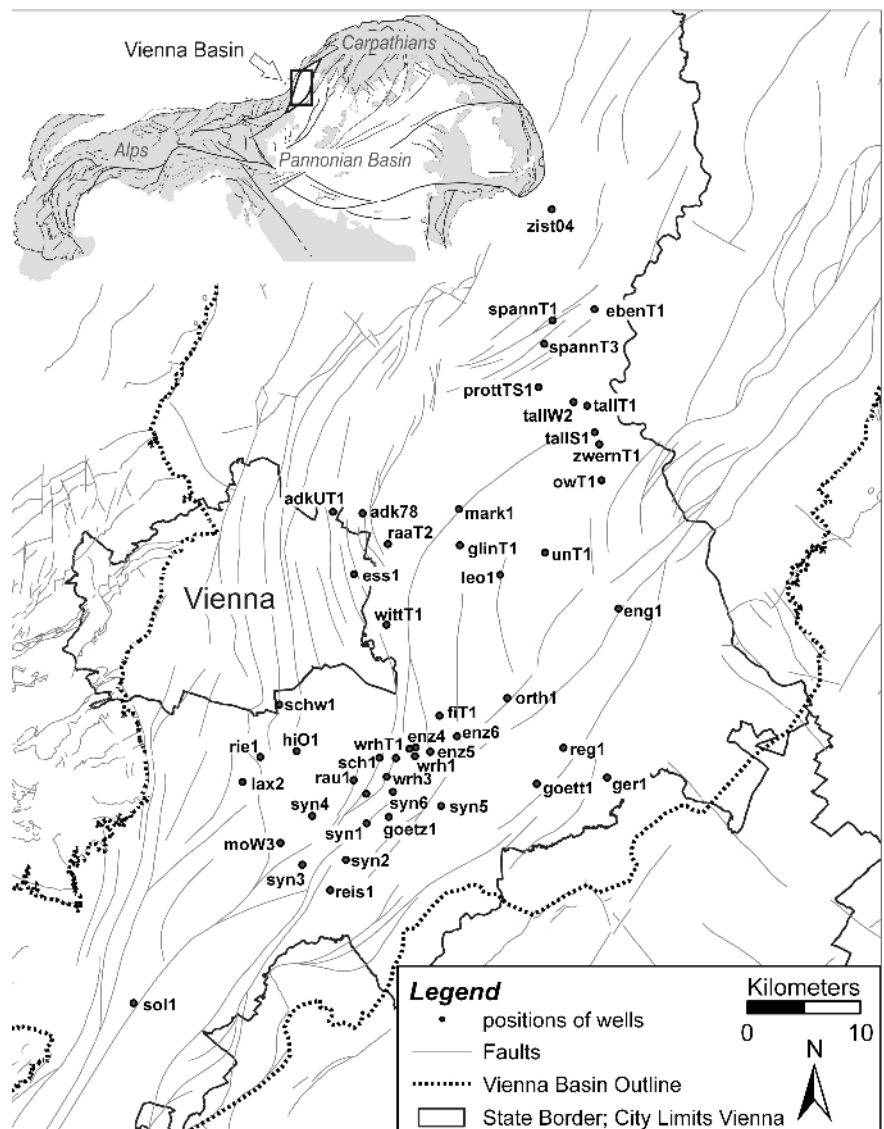 Carpathians
Vienna Basin
Alps
Pannonian Basin
zist04
spannT1
ebenT1
spannT3
prottTS1
tallW2
tallT1
tallS1
zwernT1
owT1
adkUT1
adk78
mark1
raaT2
glinT1
unT1
ess1
leo1
Vienna
eng1
wittT1
schw1
orth1
flT1
enz4
enz6
wrhT1
enz5
rie1
hiO1
sch1
wrh1
reg1
lax2
rau1
wrh3
goett1
ger1
syn4
syn6
syn5
syn1
goetz1
moW3
syn2
syn3
reis1
sol1
Legend
Kilometers
0 10
positions of wells
Faults
N
Vienna Basin Outline
State Border; City Limits Vienna